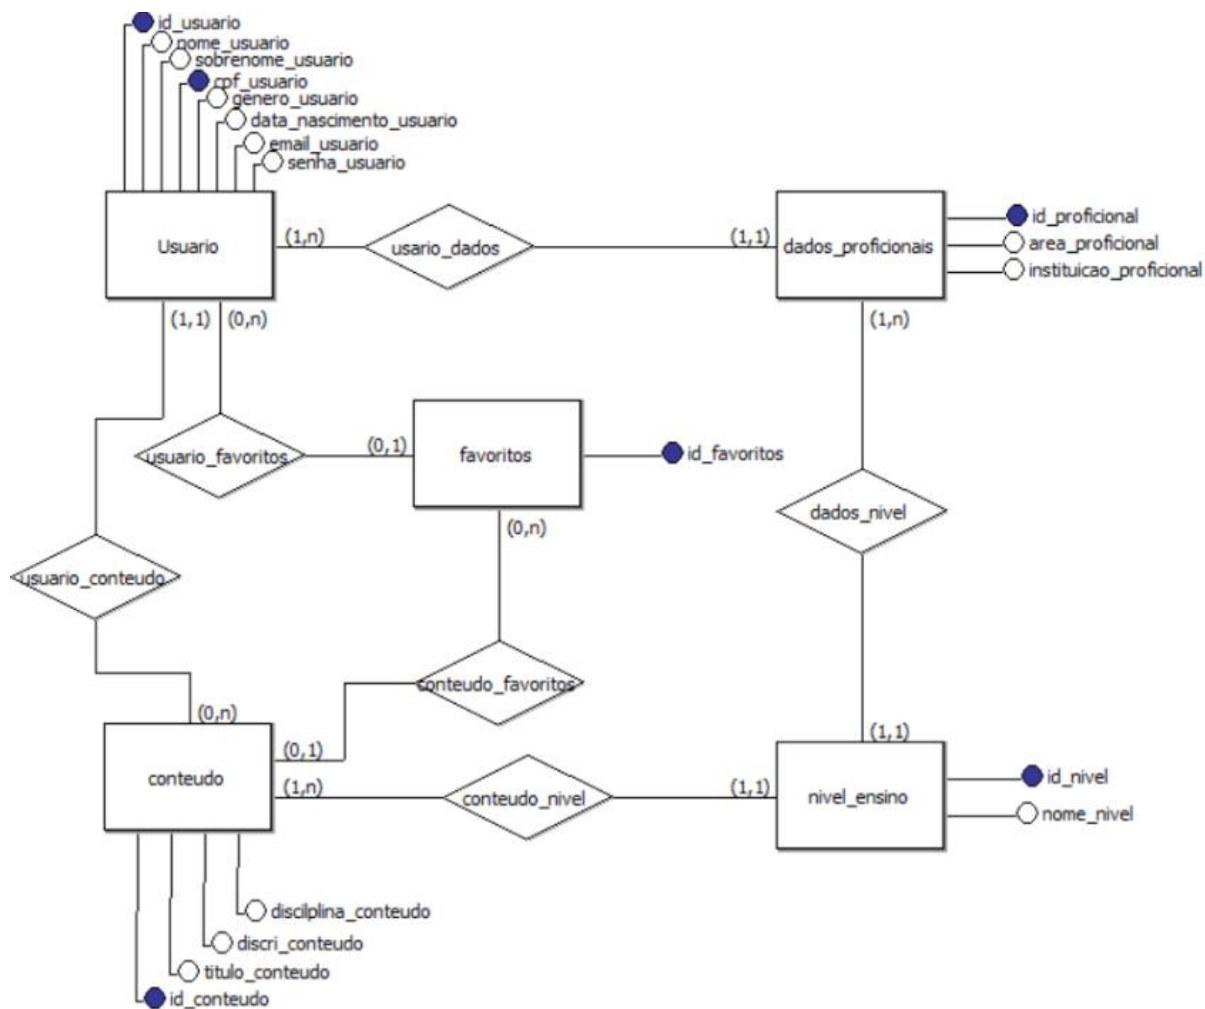 id_usuario
nome_usuario
sobrenome_usuario
cpf_usuario
genero_usuario
data_nascimento_usuario
email_usuario
senha_usuario
Usuario
(1,n)
usario_dados
(1,1)
dados_proficionais
id_proficional
area_proficional
instituicao_proficional
(1,1)
(0,n)
(1,n)
usuario_favoritos
(0,1)
favoritos
id_favoritos
(0,n)
dados_nivel
usuario_conteudo
conteudo_favoritos
(0,n)
(0,1)
(1,1)
conteudo
(1,n)
conteudo_nivel
(1,1)
nivel_ensino
id_nivel
nome_nivel
discilplina_conteudo
discri_conteudo
titulo_conteudo
id_conteudo